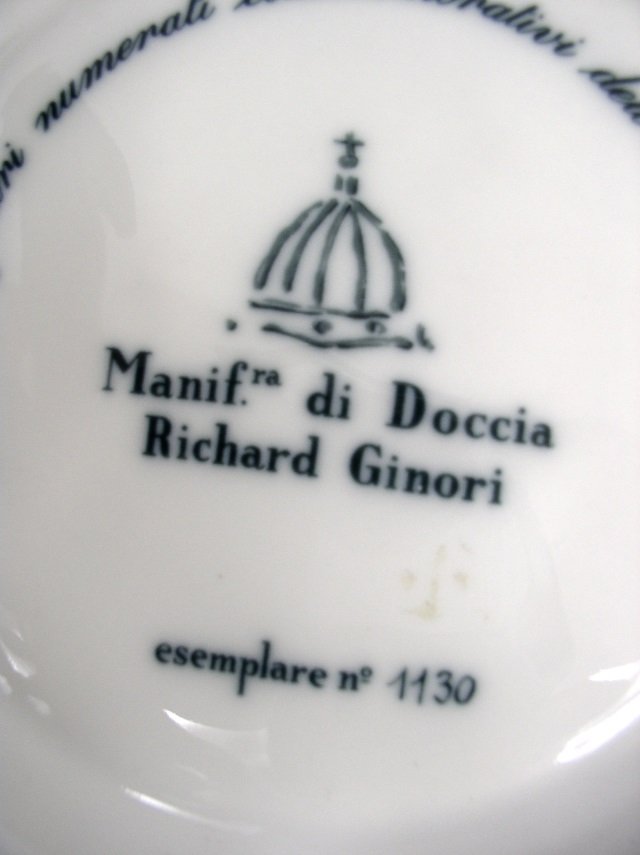 numerati
Manif.ra di Doccia
Richard Ginori
esemplare nº 1130